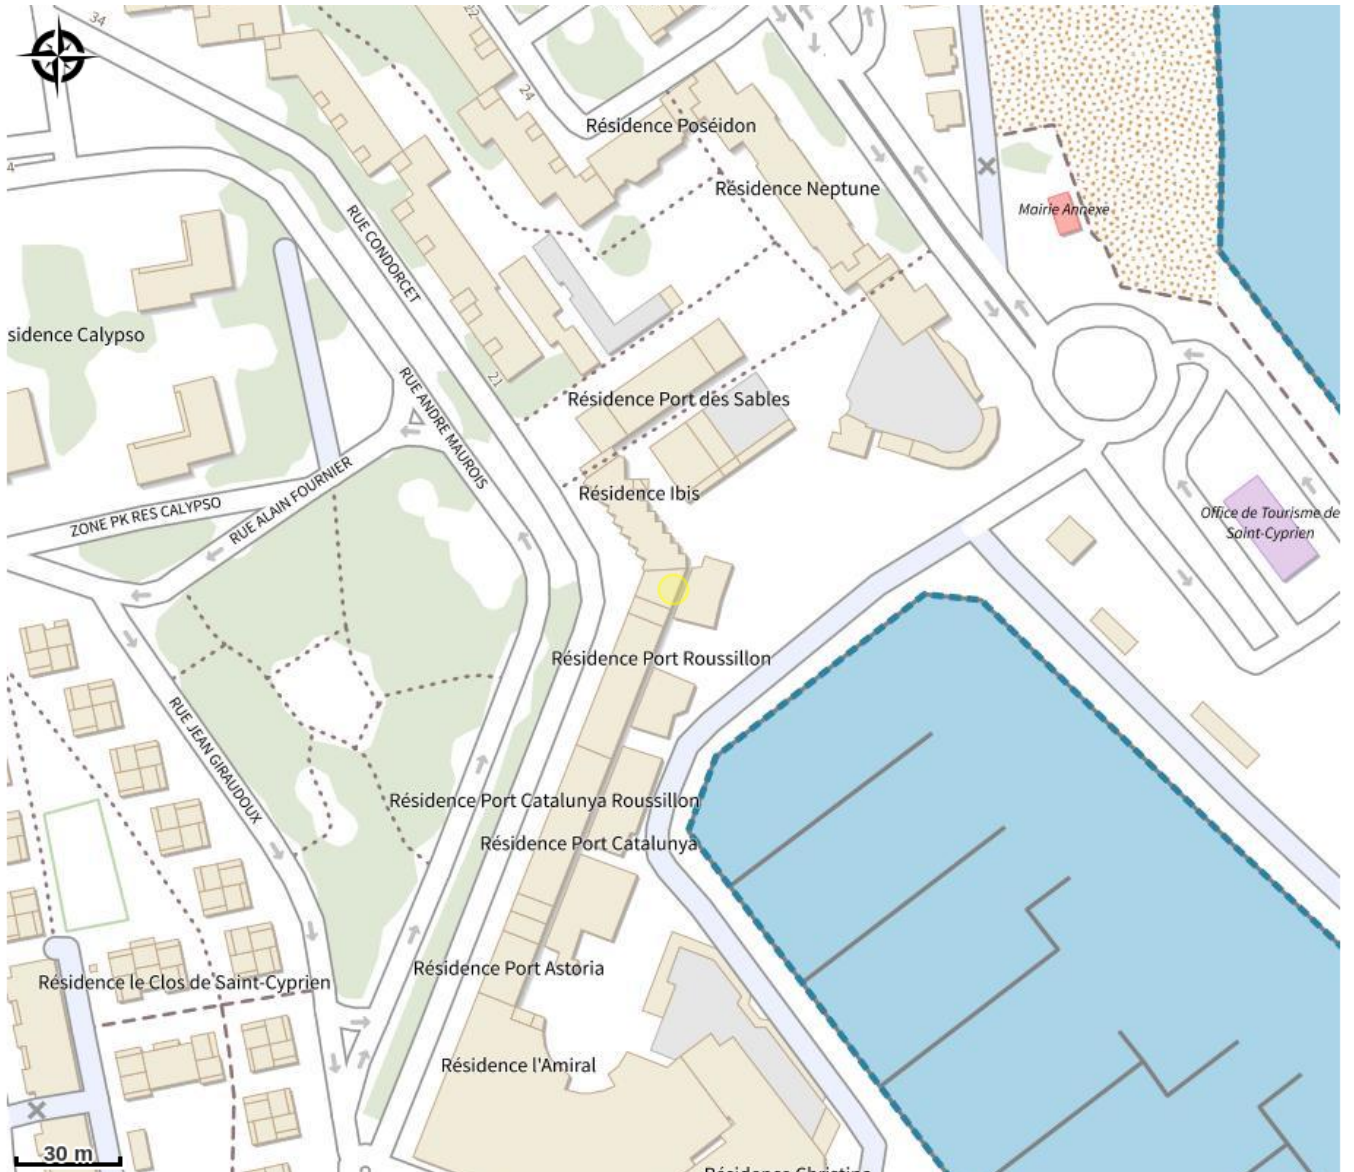 34
22
24
Résidence Poséidon
Résidence Neptune
4
Mairie Annexe
RUE CONDORCET
sidence Calypso
21
RUE ANDRE MAUROIS
Résidence Port des Sables
RUE ALAIN FOURNIER
ZONE PK RES CALYPSO
Résidence Ibis
Office de Tourisme de
Saint-Cyprien
Résidence Port Roussillon
RUE JEAN GIRAUDOUX
Résidence Port Catalunya Roussillon
Résidence Port Catalunya
Résidence Port Astoria
Résidence le Clos de Saint-Cyprien
Résidence l'Amiral
30 m
Résidence Christina